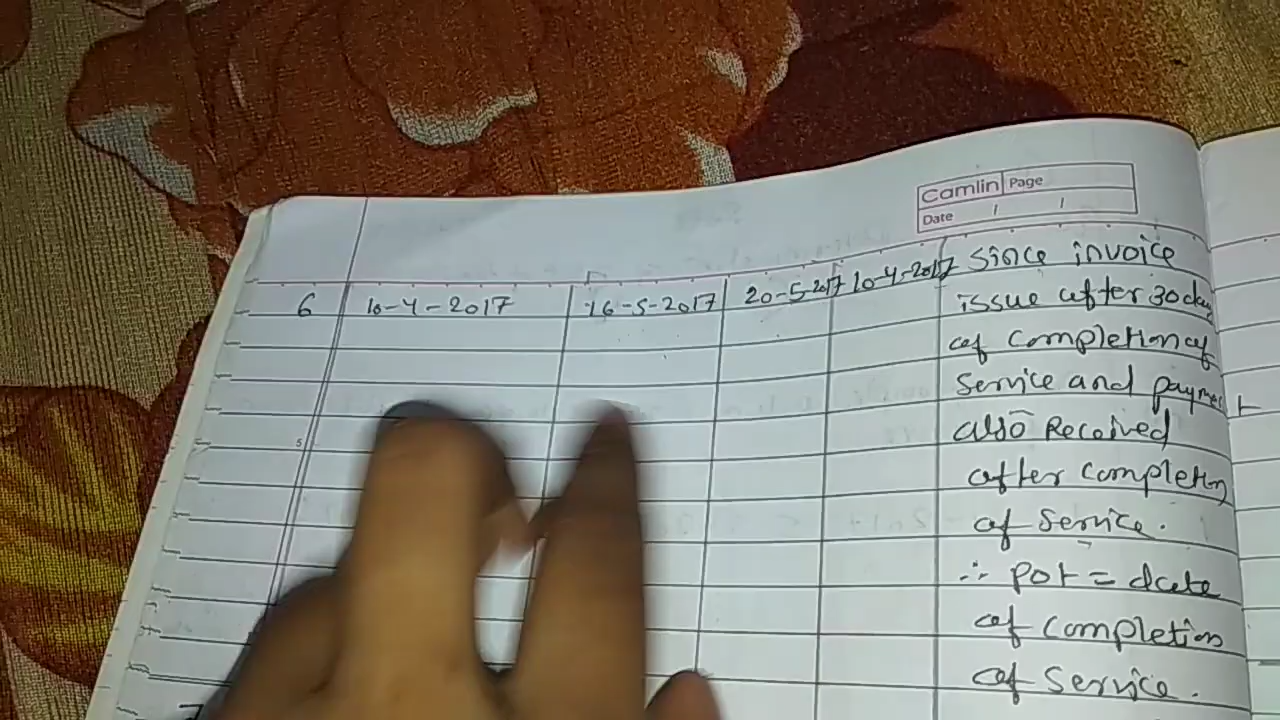 Camlin Page
Date / /
6 10-4-2017 16-5-2017 20-5-2017 10-4-2017 Since invoice
issue after 30 day
of Completion of
Service and payment
also Received
after completion
of Service.
∴ POT = date
of Completion
of Service.
5
7